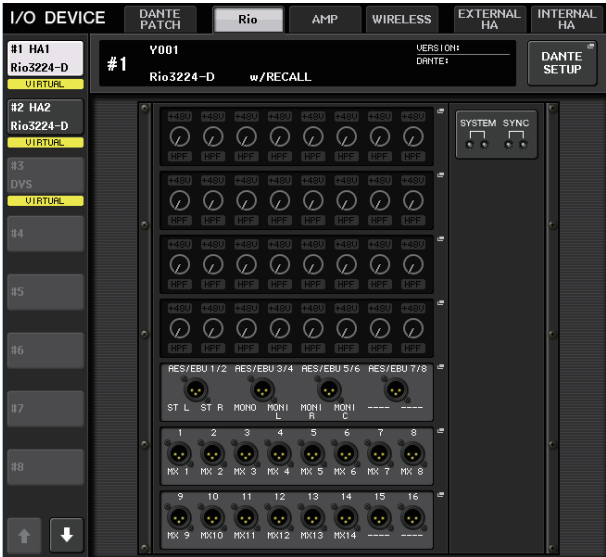 I/O DEVICE
DANTE PATCH
Rio
AMP
WIRELESS
EXTERNAL HA
INTERNAL HA
#1 HA1
Rio3224-D
VIRTUAL
#2 HA2
Rio3224-D
VIRTUAL
#3
DVS
VIRTUAL
#4
#5
#6
#7
#8
#1
Y001
Rio3224-D w/RECALL
VERSION:
DANTE:
DANTE SETUP
SYSTEM SYNC
+48V +48V +48V +48V +48V +48V +48V +48V
HPF HPF HPF HPF HPF HPF HPF HPF
+48V +48V +48V +48V +48V +48V +48V +48V
HPF HPF HPF HPF HPF HPF HPF HPF
+48V +48V +48V +48V +48V +48V +48V +48V
HPF HPF HPF HPF HPF HPF HPF HPF
+48V +48V +48V +48V +48V +48V +48V +48V
HPF HPF HPF HPF HPF HPF HPF HPF
AES/EBU 1/2 AES/EBU 3/4 AES/EBU 5/6 AES/EBU 7/8
ST L ST R MONO MONI L MONI R MONI C ---- ----
1 2 3 4 5 6 7 8
MX 1 MX 2 MX 3 MX 4 MX 5 MX 6 MX 7 MX 8
9 10 11 12 13 14 15 16
MX 9 MX10 MX11 MX12 MX13 MX14 ---- ----